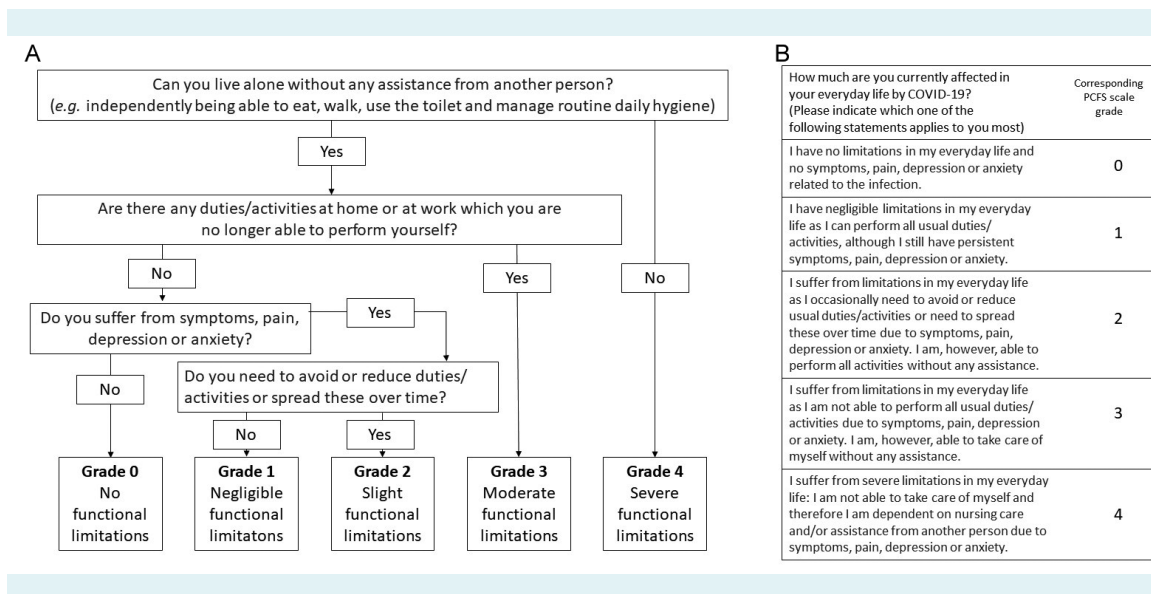 A
Can you live alone without any assistance from another person?
(e.g. independently being able to eat, walk, use the toilet and manage routine daily hygiene)
Yes
Are there any duties/activities at home or at work which you are
no longer able to perform yourself?
No
Yes
No
Do you suffer from symptoms, pain,
depression or anxiety?
Yes
No
Do you need to avoid or reduce duties/
activities or spread these over time?
No
Yes
Grade 0
No
functional
limitations
Grade 1
Negligible
functional
limitatons
Grade 2
Slight
functional
limitations
Grade 3
Moderate
functional
limitations
Grade 4
Severe
functional
limitations
B
How much are you currently affected in
your everyday life by COVID-19?
(Please indicate which one of the
following statements applies to you most)
Corresponding
PCFS scale
grade
I have no limitations in my everyday life and
no symptoms, pain, depression or anxiety
related to the infection.
0
I have negligible limitations in my everyday
life as I can perform all usual duties/
activities, although I still have persistent
symptoms, pain, depression or anxiety.
1
I suffer from limitations in my everyday life
as I occasionally need to avoid or reduce
usual duties/activities or need to spread
these over time due to symptoms, pain,
depression or anxiety. I am, however, able to
perform all activities without any assistance.
2
I suffer from limitations in my everyday life
as I am not able to perform all usual duties/
activities due to symptoms, pain, depression
or anxiety. I am, however, able to take care of
myself without any assistance.
3
I suffer from severe limitations in my everyday
life: I am not able to take care of myself and
therefore I am dependent on nursing care
and/or assistance from another person due to
symptoms, pain, depression or anxiety.
4